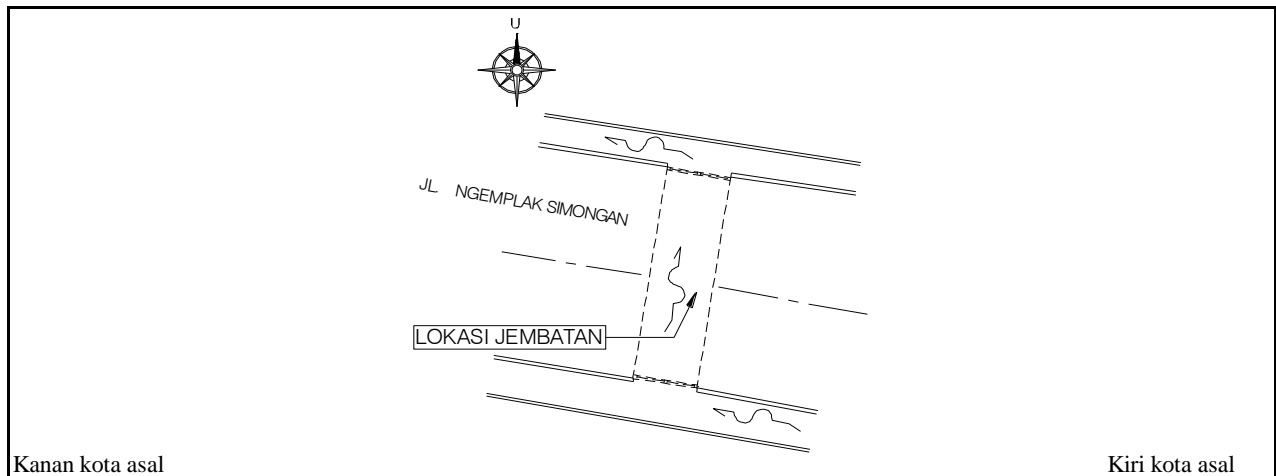 U
JL. NGEMPLAK SIMONGAN
LOKASI JEMBATAN
Kanan kota asal
Kiri kota asal